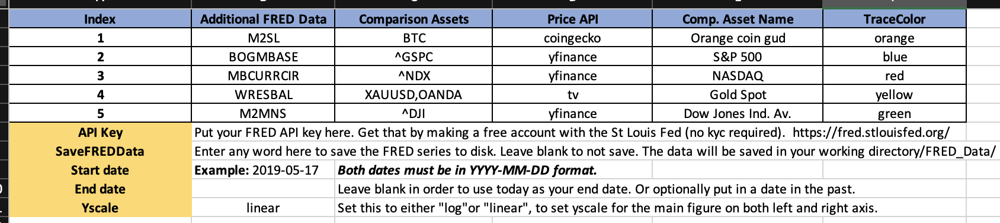 Index Additional FRED Data Comparison Assets Price API Comp. Asset Name TraceColor
1 M2SL BTC coingecko Orange coin gud orange
2 BOGMBASE ^GSPC yfinance S&P 500 blue
3 MBCURRCIR ^NDX yfinance NASDAQ red
4 WRESBAL XAUUSD,OANDA tv Gold Spot yellow
5 M2MNS ^DJI yfinance Dow Jones Ind. Av. green
API Key Put your FRED API key here. Get that by making a free account with the St Louis Fed (no kyc required). https://fred.stlouisfed.org/
SaveFREDData Enter any word here to save the FRED series to disk. Leave blank to not save. The data will be saved in your working directory/FRED_Data/
Start date Example: 2019-05-17 Both dates must be in YYYY-MM-DD format.
End date Leave blank in order to use today as your end date. Or optionally put in a date in the past.
Yscale linear Set this to either "log"or "linear", to set yscale for the main figure on both left and right axis.